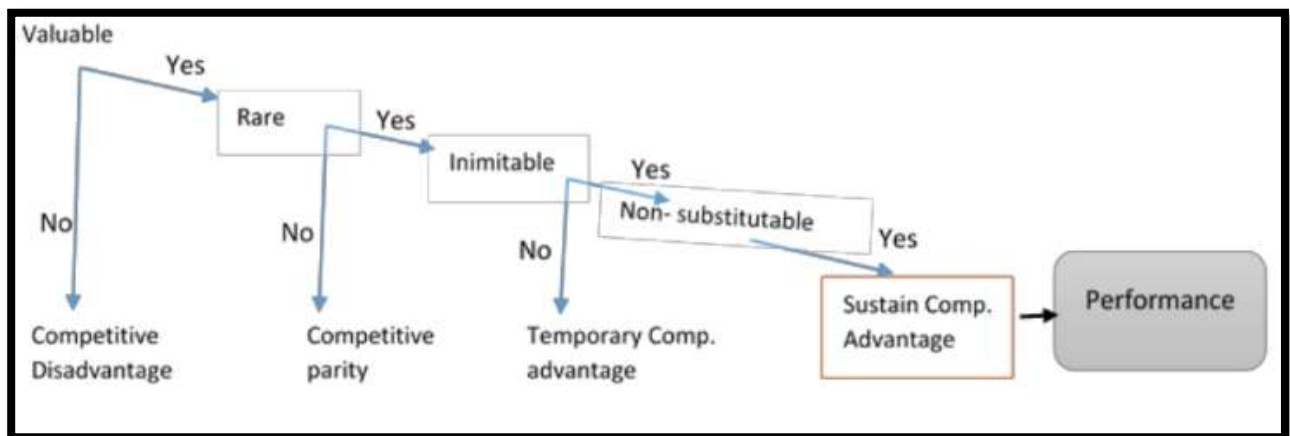 Valuable
Yes
Rare
Yes
Inimitable
Yes
Non- substitutable
Yes
No
No
No
Competitive
Disadvantage
Competitive
parity
Temporary Comp.
advantage
Sustain Comp.
Advantage
Performance